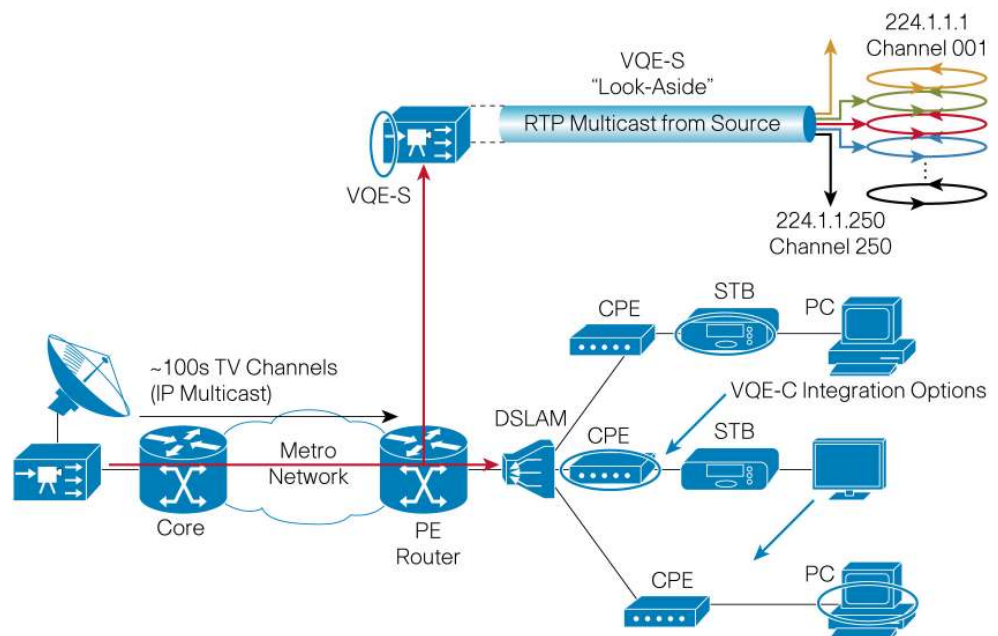 224.1.1.1
Channel 001
VQE-S
“Look-Aside”
RTP Multicast from Source
VQE-S
224.1.1.250
Channel 250
STB
PC
CPE
~100s TV Channels
(IP Multicast)
VQE-C Integration Options
DSLAM
CPE
STB
Metro
Network
Core
PE
Router
CPE
PC